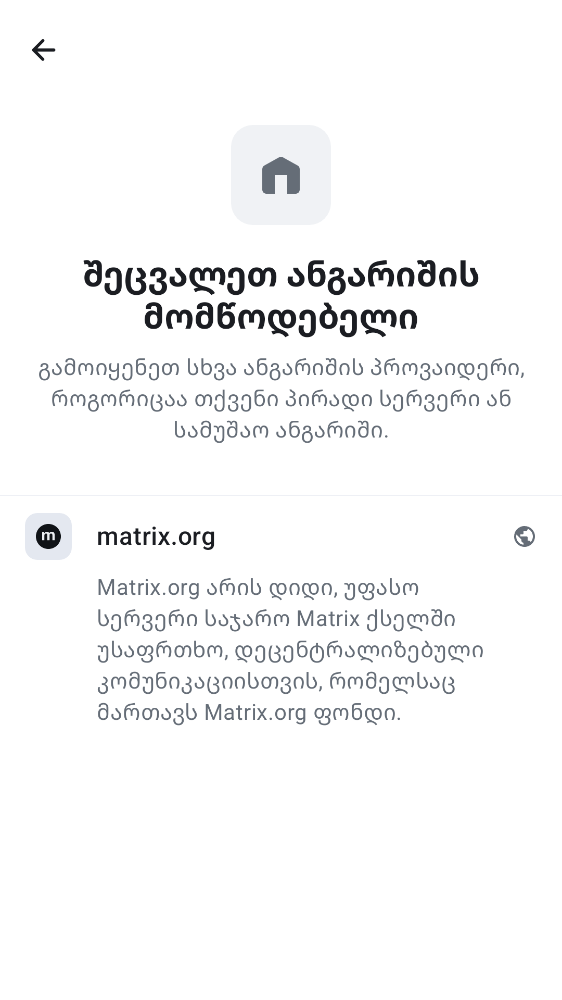 შეცვალეთ ანგარიშის
მომწოდებელი
გამოიყენეთ სხვა ანგარიშის პროვაიდერი,
როგორიცაა თქვენი პირადი სერვერი ან
სამუშაო ანგარიში.
m
matrix.org
Matrix.org არის დიდი, უფასო
სერვერი საჯარო Matrix ქსელში
უსაფრთხო, დეცენტრალიზებული
კომუნიკაციისთვის, რომელსაც
მართავს Matrix.org ფონდი.